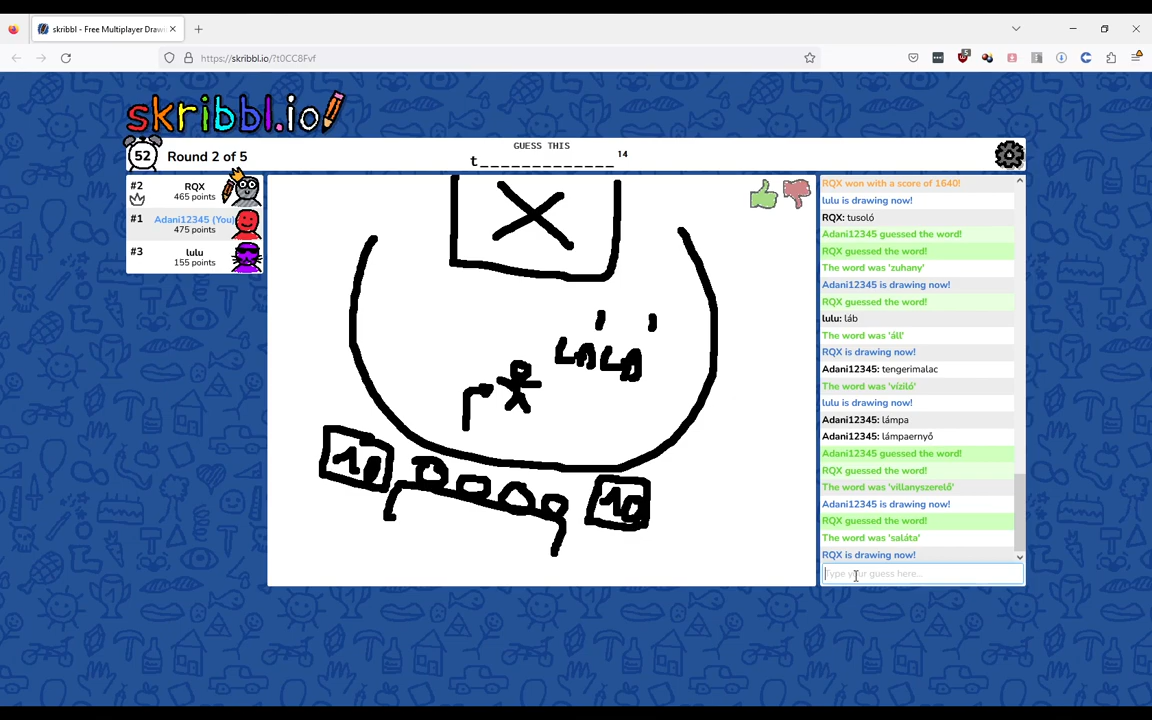 skribbl - Free Multiplayer Drawi
https://skribbl.io/?t0CC8Fvf
5
skribbl.io
52
Round 2 of 5
GUESS THIS
t_____________ 14
#2
RQX
465 points
#1
Adani12345 (You)
475 points
#3
lulu
155 points
10
10
RQX won with a score of 1640!
lulu is drawing now!
RQX: tusoló
Adani12345 guessed the word!
RQX guessed the word!
The word was 'zuhany'
Adani12345 is drawing now!
RQX guessed the word!
lulu: láb
The word was 'áll'
RQX is drawing now!
Adani12345: tengerimalac
The word was 'víziló'
lulu is drawing now!
Adani12345: lámpa
Adani12345: lámpaernyő
Adani12345 guessed the word!
RQX guessed the word!
The word was 'villanyszerelő'
Adani12345 is drawing now!
RQX guessed the word!
The word was 'saláta'
RQX is drawing now!
Type your guess here...